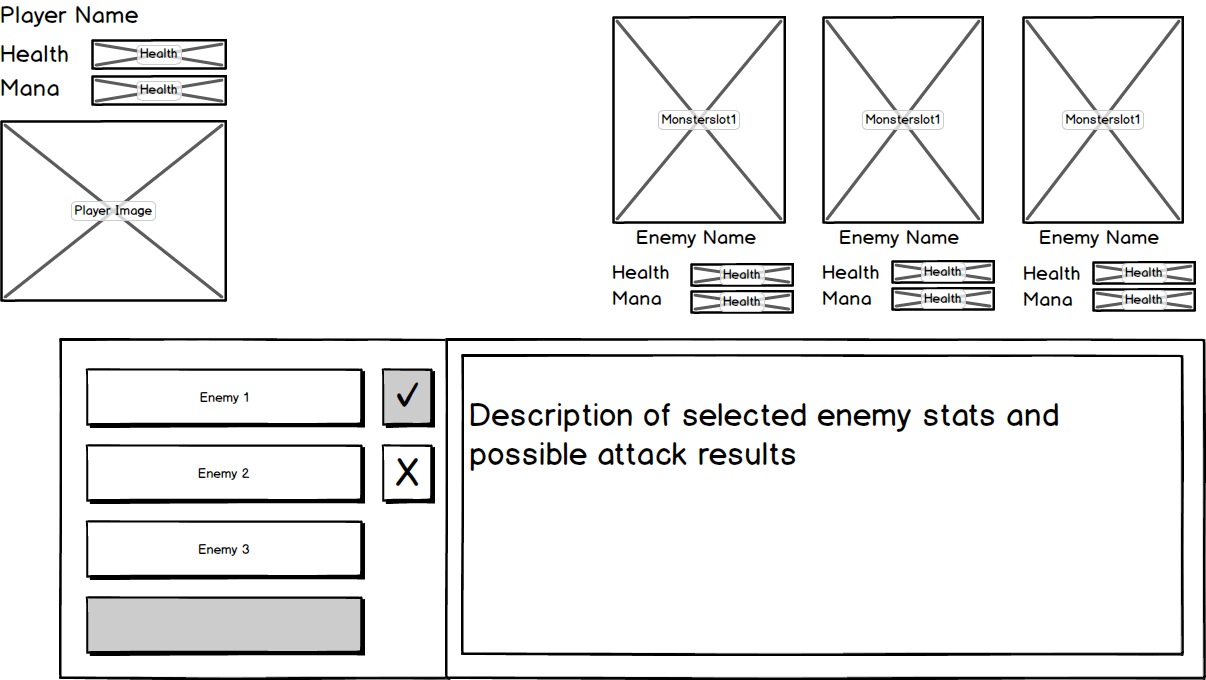 Player Name
Health Health
Mana Health
Player Image
Monsterslot1 Monsterslot1 Monsterslot1
Enemy Name Enemy Name Enemy Name
Health Health Health Health Health Health
Mana Health Mana Health Mana Health
Enemy 1 ✓
Enemy 2 X
Enemy 3
Description of selected enemy stats and
possible attack results